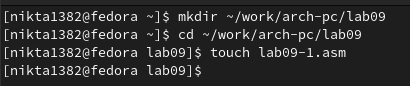 [nikta1382@fedora ~]$ mkdir ~/work/arch-pc/lab09
[nikta1382@fedora ~]$ cd ~/work/arch-pc/lab09
[nikta1382@fedora lab09]$ touch lab09-1.asm
[nikta1382@fedora lab09]$